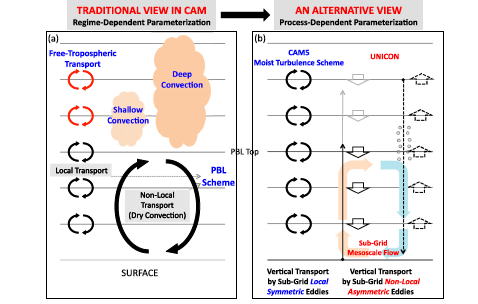 TRADITIONAL VIEW IN CAM
Regime-Dependent Parameterization
AN ALTERNATIVE VIEW
Process-Dependent Parameterization
(a)
Free-Tropospheric
Transport
Deep
Convection
Shallow
Convection
Local Transport
PBL
Scheme
Non-Local
Transport
(Dry Convection)
SURFACE
PBL Top
(b)
CAM5
Moist Turbulence Scheme
UNICON
Sub-Grid
Mesoscale Flow
Vertical Transport
by Sub-Grid Local
Symmetric Eddies
Vertical Transport
by Sub-Grid Non-Local
Asymmetric Eddies